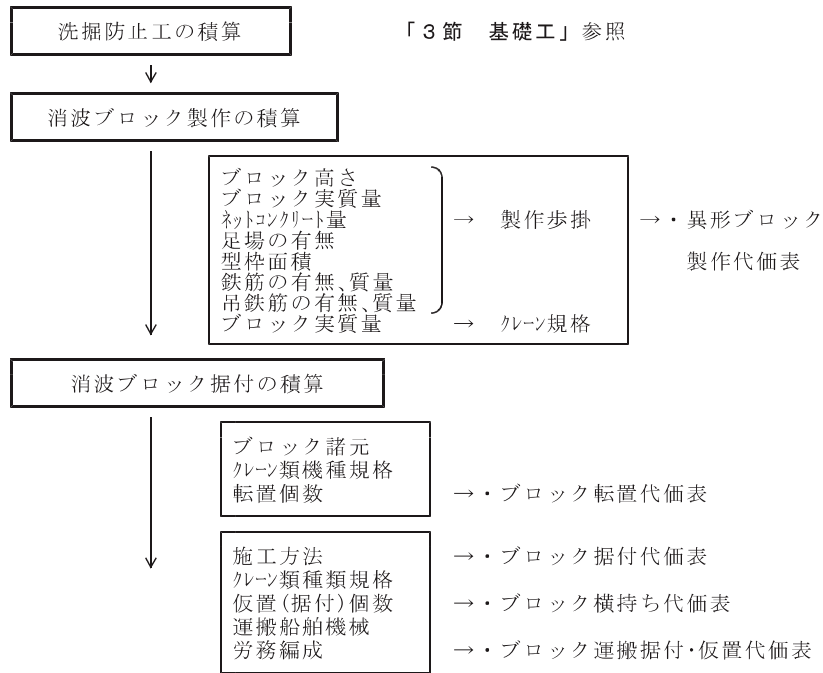 洗掘防止工の積算
「3節 基礎工」参照
↓
消波ブロック製作の積算
ブロック高さ
ブロック実質量
ﾈｯﾄｺﾝｸﾘｰﾄ量 → 製作歩掛 →・異形ブロック
足場の有無
製作代価表
型枠面積
鉄筋の有無、質量
吊鉄筋の有無、質量
ブロック実質量 → ｸﾚｰﾝ規格
消波ブロック据付の積算
ブロック諸元
ｸﾚｰﾝ類機種規格
転置個数 →・ブロック転置代価表
施工方法 →・ブロック据付代価表
ｸﾚｰﾝ類種類規格
仮置(据付)個数 →・ブロック横持ち代価表
運搬船舶機械
労務編成 →・ブロック運搬据付･仮置代価表